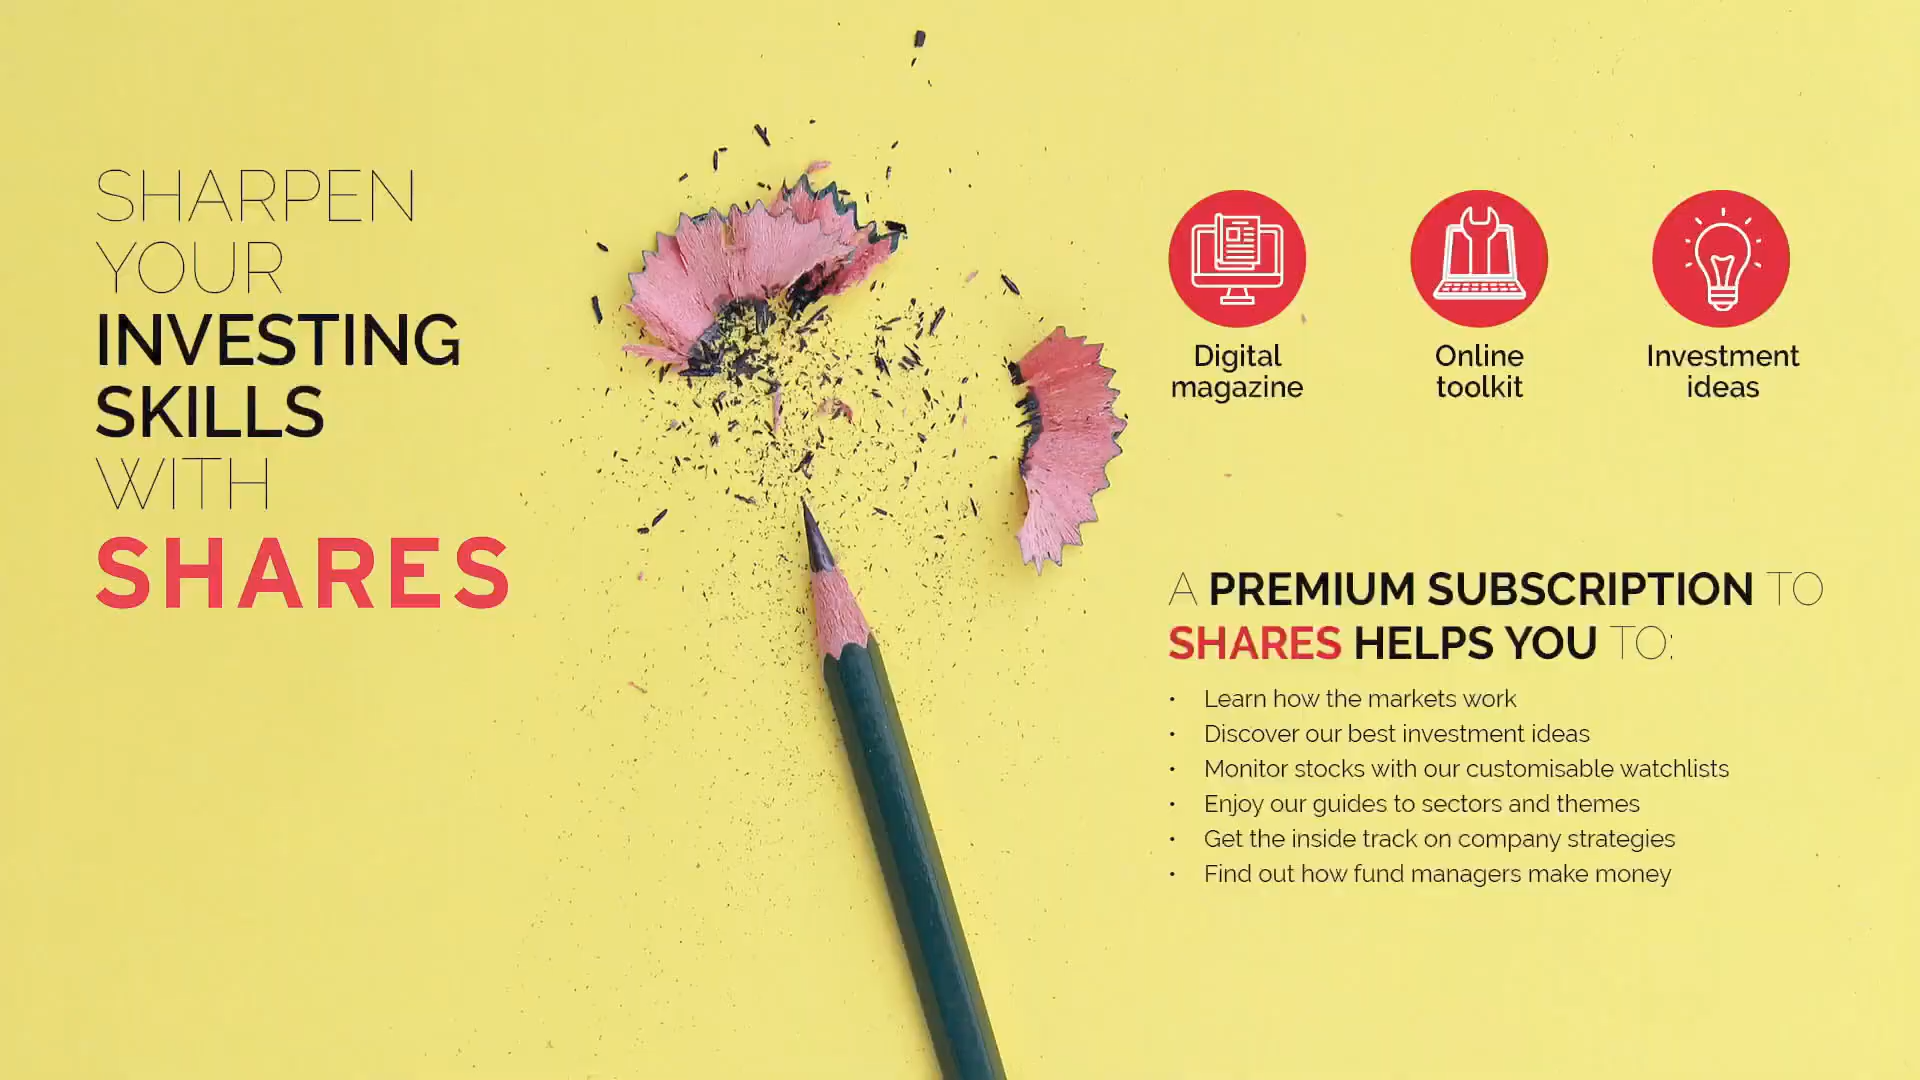 SHARPEN
YOUR
INVESTING
SKILLS
WITH
SHARES
Digital
magazine
Online
toolkit
Investment
ideas
A PREMIUM SUBSCRIPTION TO
SHARES HELPS YOU TO:
• Learn how the markets work
• Discover our best investment ideas
• Monitor stocks with our customisable watchlists
• Enjoy our guides to sectors and themes
• Get the inside track on company strategies
• Find out how fund managers make money